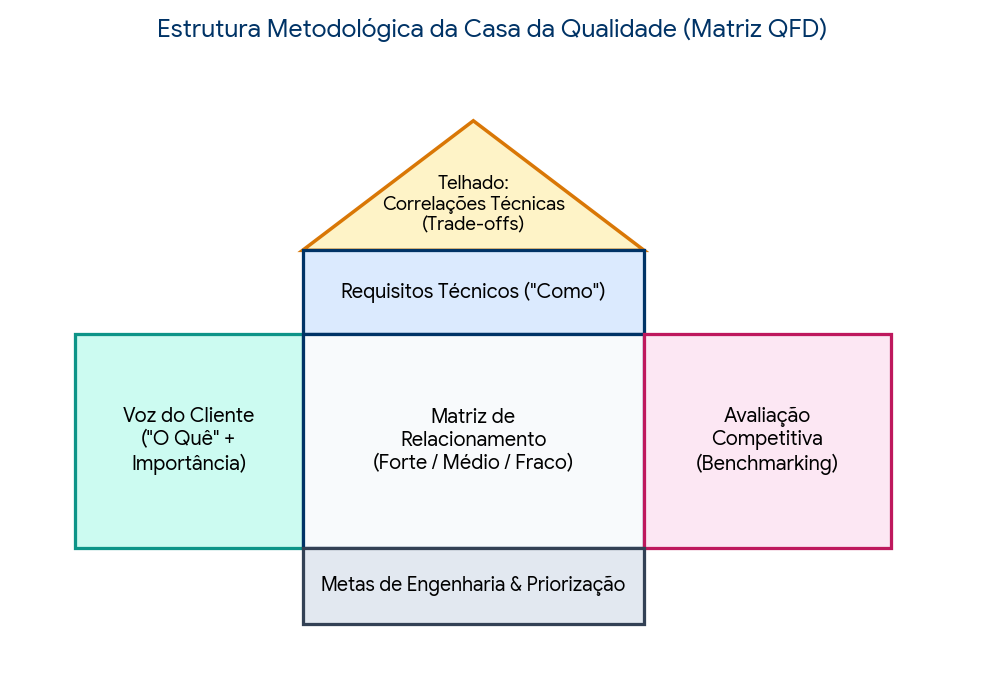 Estrutura Metodológica da Casa da Qualidade (Matriz QFD)
Telhado:
Correlações Técnicas
(Trade-offs)
Requisitos Técnicos ("Como")
Voz do Cliente
("O Quê" +
Importância)
Matriz de
Relacionamento
(Forte / Médio / Fraco)
Avaliação
Competitiva
(Benchmarking)
Metas de Engenharia & Priorização